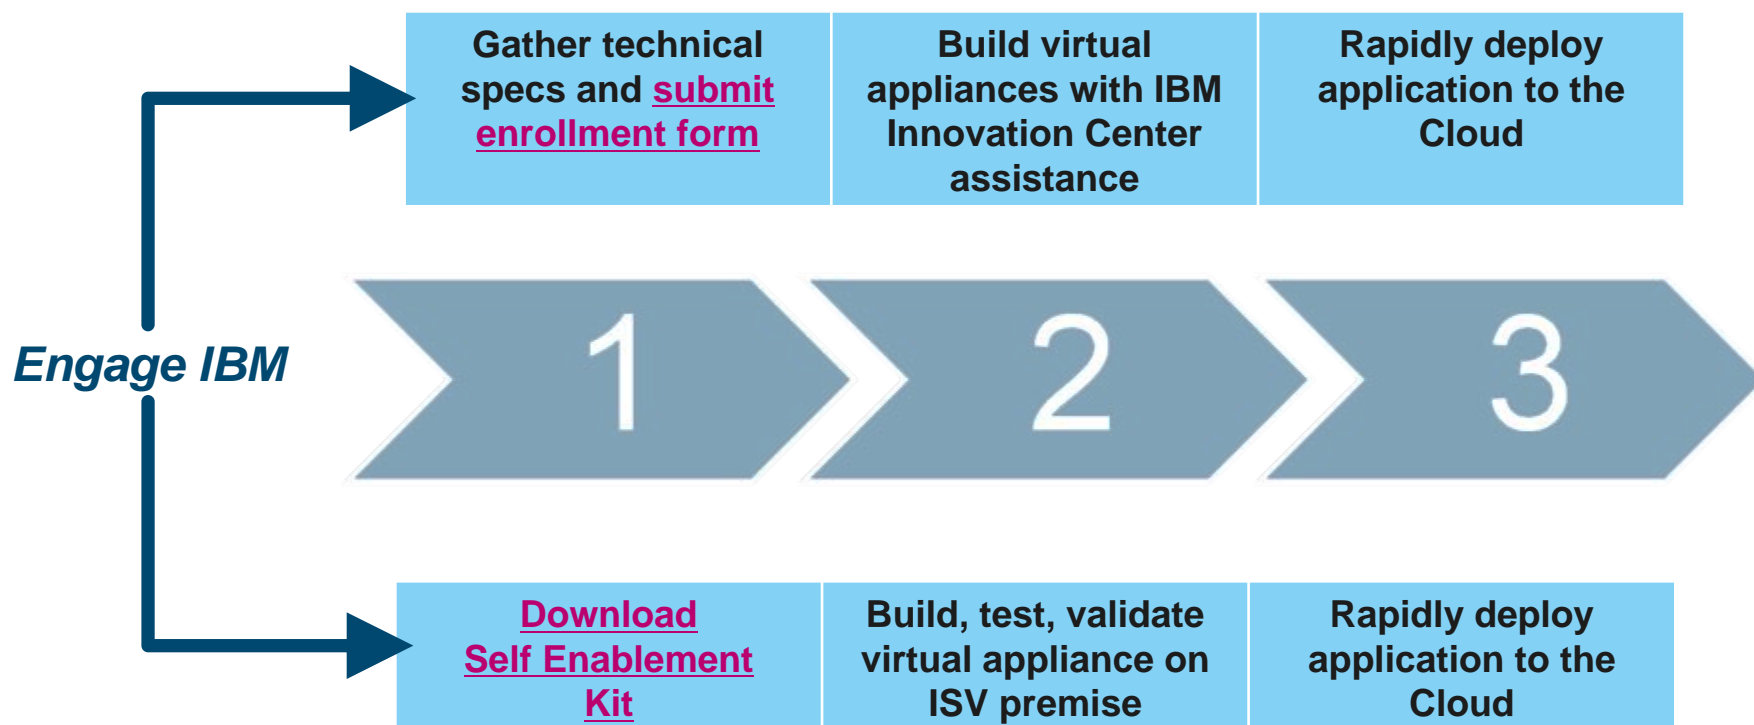 Gather technical
specs and submit
enrollment form
Build virtual
appliances with IBM
Innovation Center
assistance
Rapidly deploy
application to the
Cloud
Engage IBM
1
2
3
Download
Self Enablement
Kit
Build, test, validate
virtual appliance on
ISV premise
Rapidly deploy
application to the
Cloud